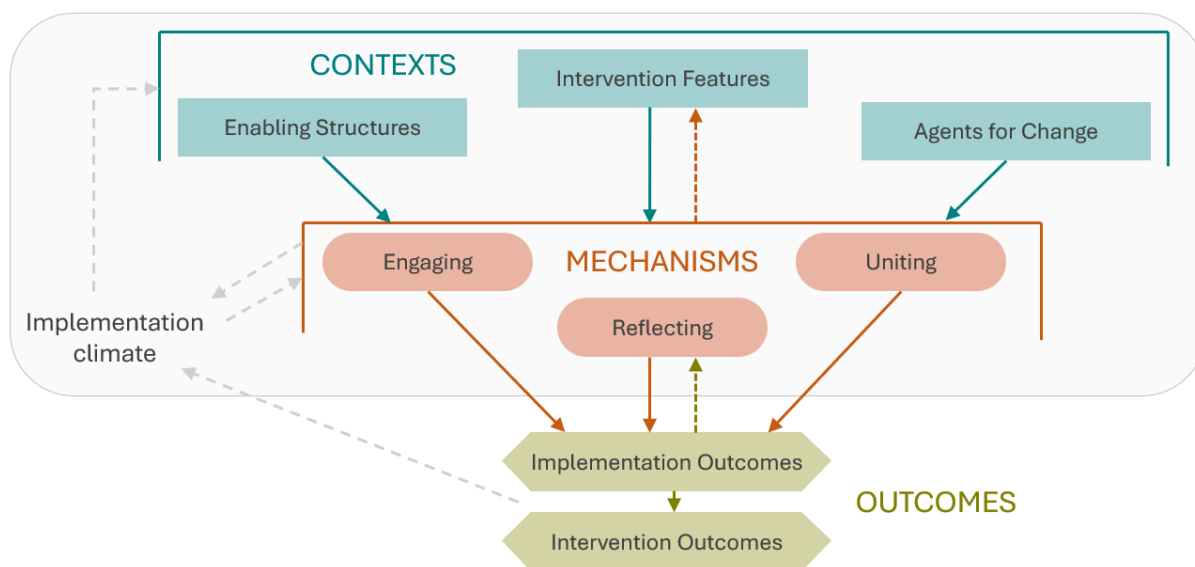 CONTEXTS
Intervention Features
Enabling Structures
Agents for Change
MECHANISMS
Engaging
Uniting
Reflecting
Implementation
climate
Implementation Outcomes
OUTCOMES
Intervention Outcomes